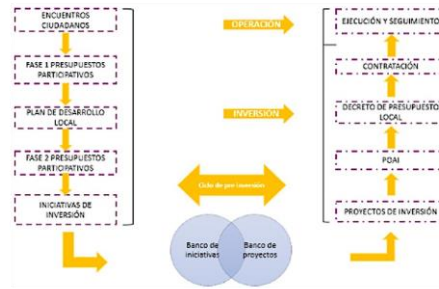 ENCUENTROS
CIUDADANOS
FASE 1 PRESUPUESTOS
PARTICIPATIVOS
PLAN DE DESARROLLO
LOCAL
FASE 2 PRESUPUESTOS
PARTICIPATIVOS
INICIATIVAS DE
INVERSIÓN
OPERACIÓN
INVERSIÓN
Ciclo de pre inversión
Banco de
iniciativas
Banco de
proyectos
EJECUCIÓN Y SEGUIMIENTO
CONTRATACIÓN
DECRETO DE PRESUPUESTO
LOCAL
POAI
PROYECTOS DE INVERSIÓN